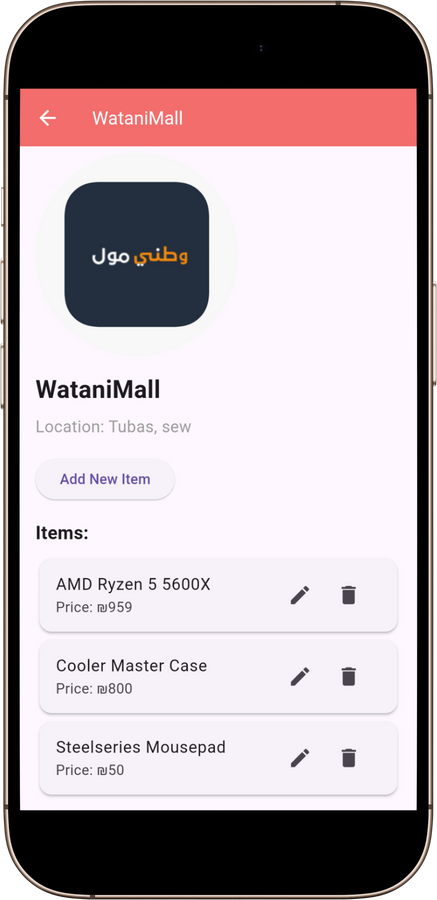 WataniMall
وطني مول
WataniMall
Location: Tubas, sew
Add New Item
Items:
AMD Ryzen 5 5600X
Price: ₪959
Cooler Master Case
Price: ₪800
Steelseries Mousepad
Price: ₪50